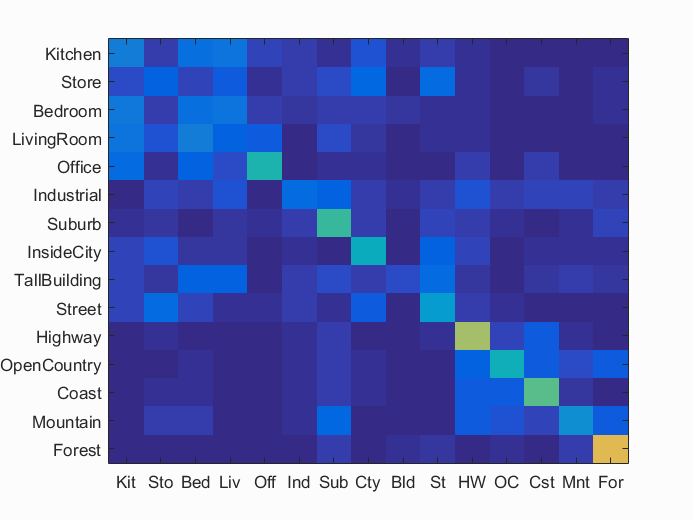 Kitchen
Store
Bedroom
LivingRoom
Office
Industrial
Suburb
InsideCity
TallBuilding
Street
Highway
OpenCountry
Coast
Mountain
Forest
Kit Sto Bed Liv Off Ind Sub Cty Bld St HW OC Cst Mnt For